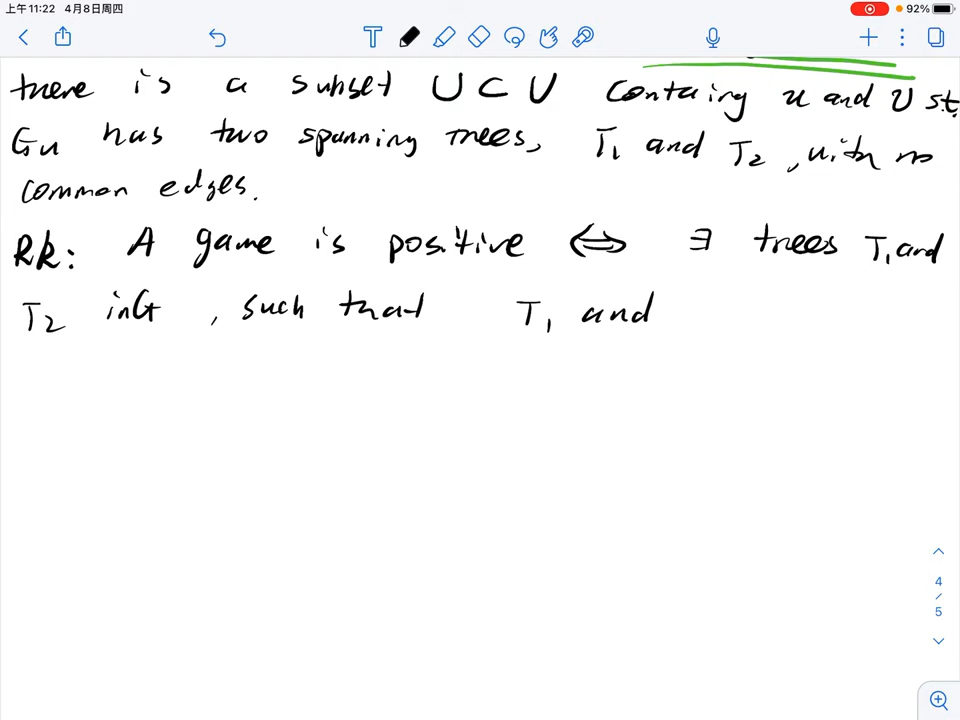 上午11:22 4月8日周四
92%
there is a subset U ⊂ V containg u and v s.t.
Gu has two spanning trees, T1 and T2, with no
common edges.
Rk: A game is positive ⇔ ∃ trees T1 and
T2 in G, such that T1 and
4
/
5